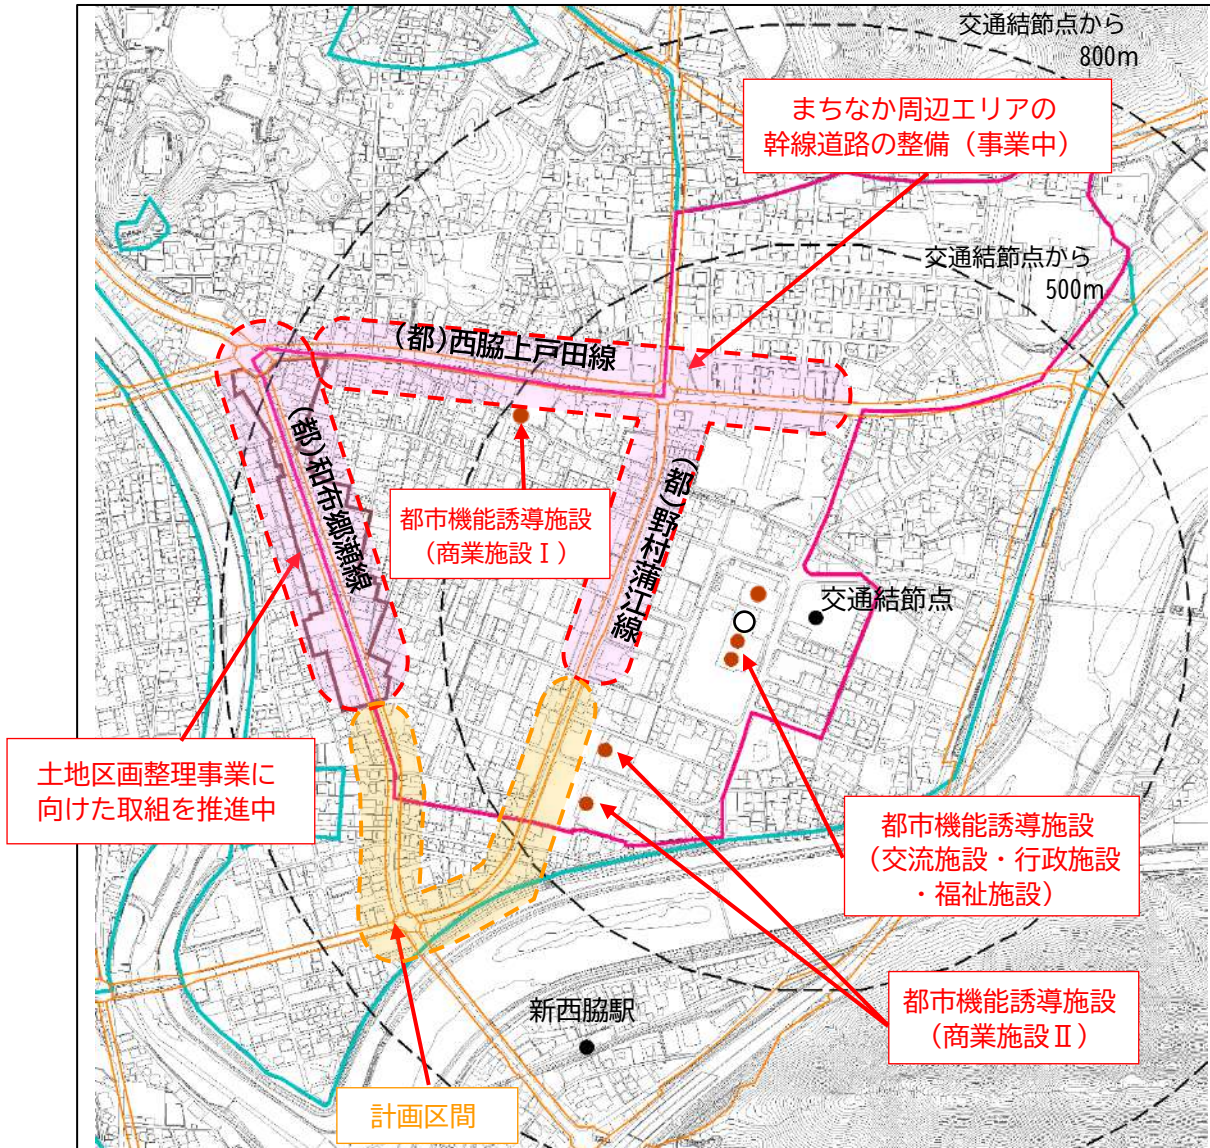 交通結節点から
800m
まちなか周辺エリアの
幹線道路の整備（事業中）
交通結節点から
500m
(都)西脇上戸田線
(都)和布郷瀬線
(都)野村蒲江線
都市機能誘導施設
（商業施設Ⅰ）
交通結節点
土地区画整理事業に
向けた取組を推進中
都市機能誘導施設
（交流施設・行政施設
・福祉施設）
都市機能誘導施設
（商業施設Ⅱ）
新西脇駅
計画区間